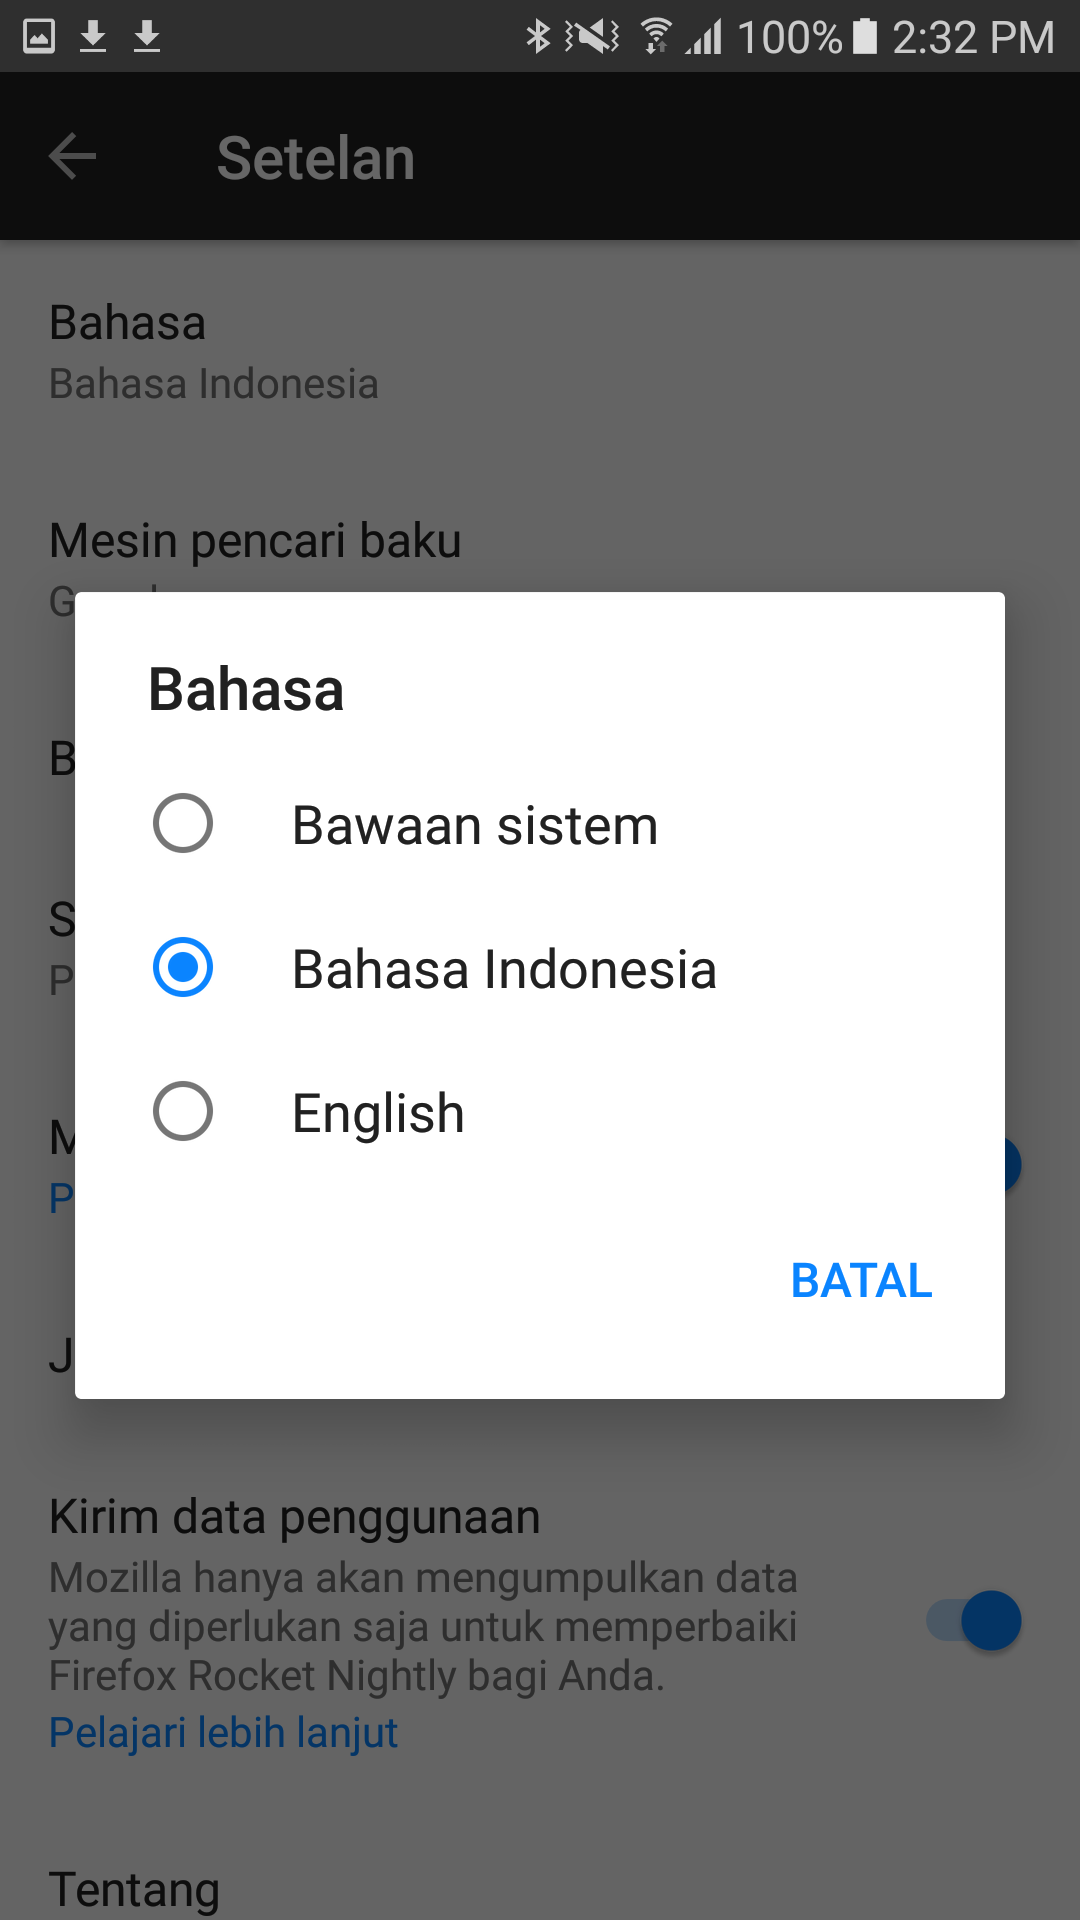 100% 2:32 PM
Setelan
Bahasa
Bahasa Indonesia
Mesin pencari baku
Bahasa
Bawaan sistem
Bahasa Indonesia
English
BATAL
Kirim data penggunaan
Mozilla hanya akan mengumpulkan data
yang diperlukan saja untuk memperbaiki
Firefox Rocket Nightly bagi Anda.
Pelajari lebih lanjut
Tentang